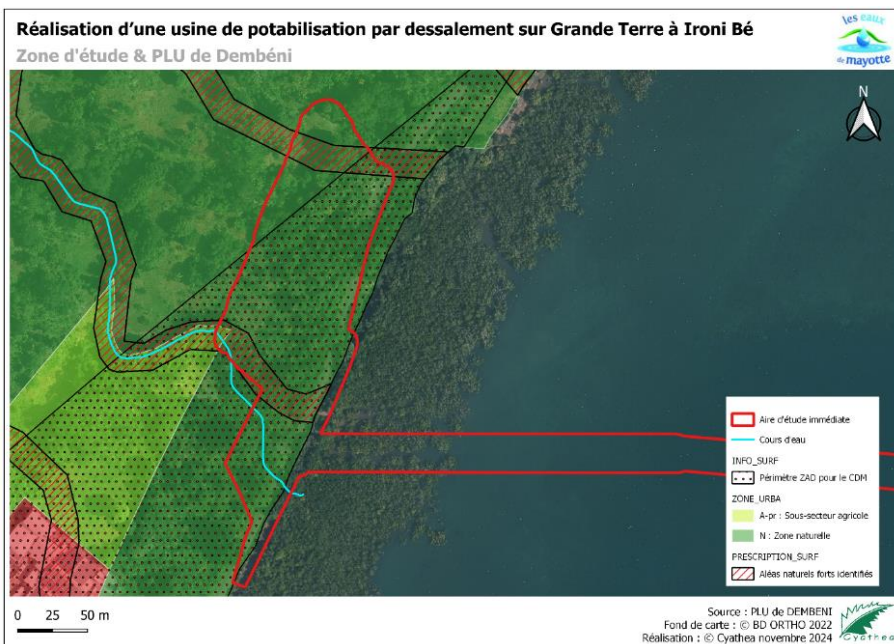 Réalisation d'une usine de potabilisation par dessalement sur Grande Terre à Ironi Bé
Zone d'étude & PLU de Dembéni
les eaux
de mayotte
N
Aire d'étude immédiate
Cours d'eau
INFO_SURF
Périmètre ZAD pour le CDM
ZONE_URBA
A-pr : Sous-secteur agricole
N : Zone naturelle
PRESCRIPTION_SURF
Aléas naturels forts identifiés
0 25 50 m
Source : PLU de DEMBENI
Fond de carte : © BD ORTHO 2022
Réalisation : © Cyathea novembre 2024
Cyathea